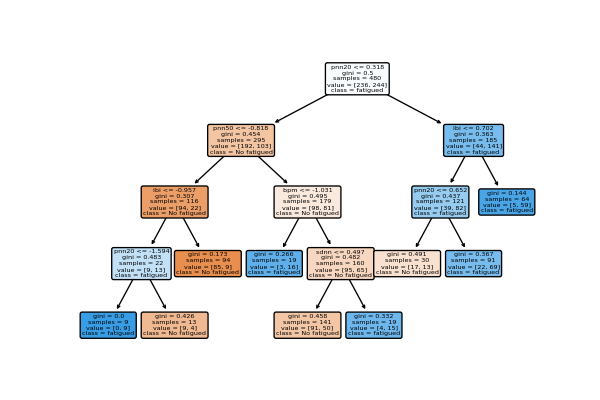 pnn20 <= 0.318
gini = 0.5
samples = 480
value = [236, 244]
class = fatigued
pnn50 <= -0.818
gini = 0.454
samples = 295
value = [192, 103]
class = No fatigued
ibi <= 0.702
gini = 0.363
samples = 185
value = [44, 141]
class = fatigued
ibi <= -0.957
gini = 0.307
samples = 116
value = [94, 22]
class = No fatigued
bpm <= -1.031
gini = 0.495
samples = 179
value = [98, 81]
class = No fatigued
pnn20 <= 0.652
gini = 0.437
samples = 121
value = [39, 82]
class = fatigued
gini = 0.144
samples = 64
value = [5, 59]
class = fatigued
pnn20 <= -1.594
gini = 0.483
samples = 22
value = [9, 13]
class = fatigued
gini = 0.173
samples = 94
value = [85, 9]
class = No fatigued
gini = 0.266
samples = 19
value = [3, 16]
class = fatigued
sdnn <= 0.497
gini = 0.482
samples = 160
value = [95, 65]
class = No fatigued
gini = 0.491
samples = 30
value = [17, 13]
class = No fatigued
gini = 0.367
samples = 91
value = [22, 69]
class = fatigued
gini = 0.0
samples = 9
value = [0, 9]
class = fatigued
gini = 0.426
samples = 13
value = [9, 4]
class = No fatigued
gini = 0.458
samples = 141
value = [91, 50]
class = No fatigued
gini = 0.332
samples = 19
value = [4, 15]
class = fatigued